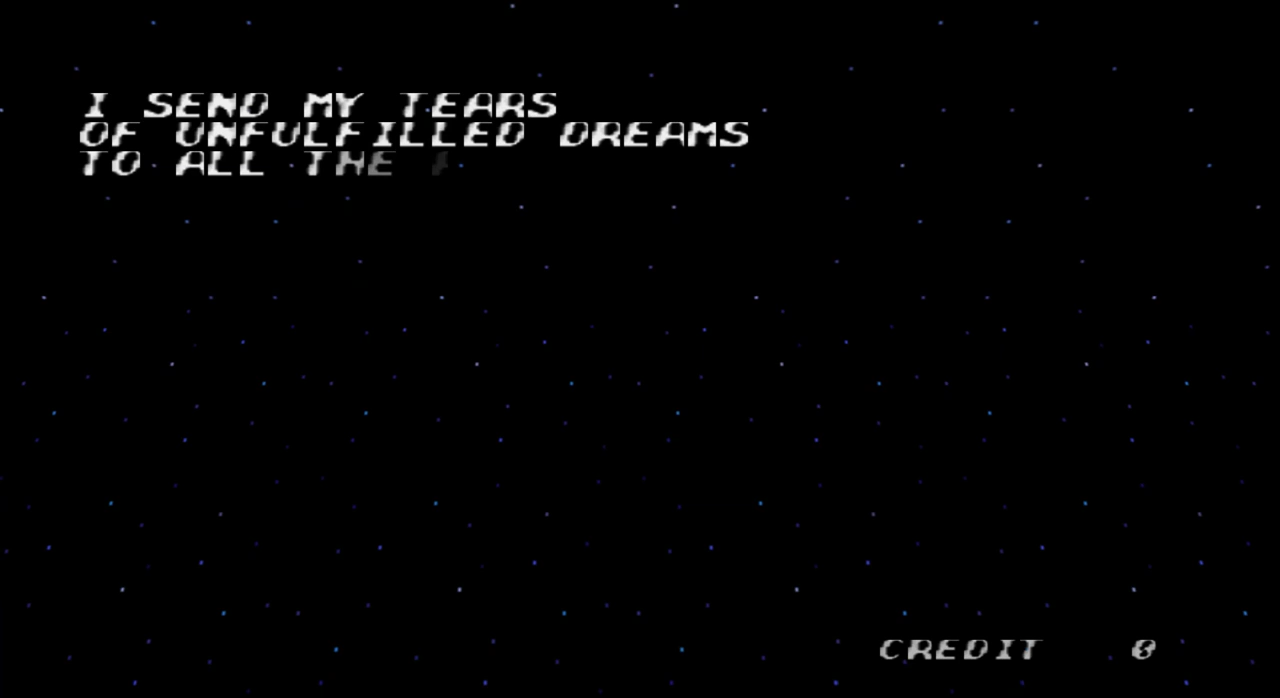 I SEND MY TEARS
OF UNFULFILLED DREAMS
TO ALL THE
CREDIT 0